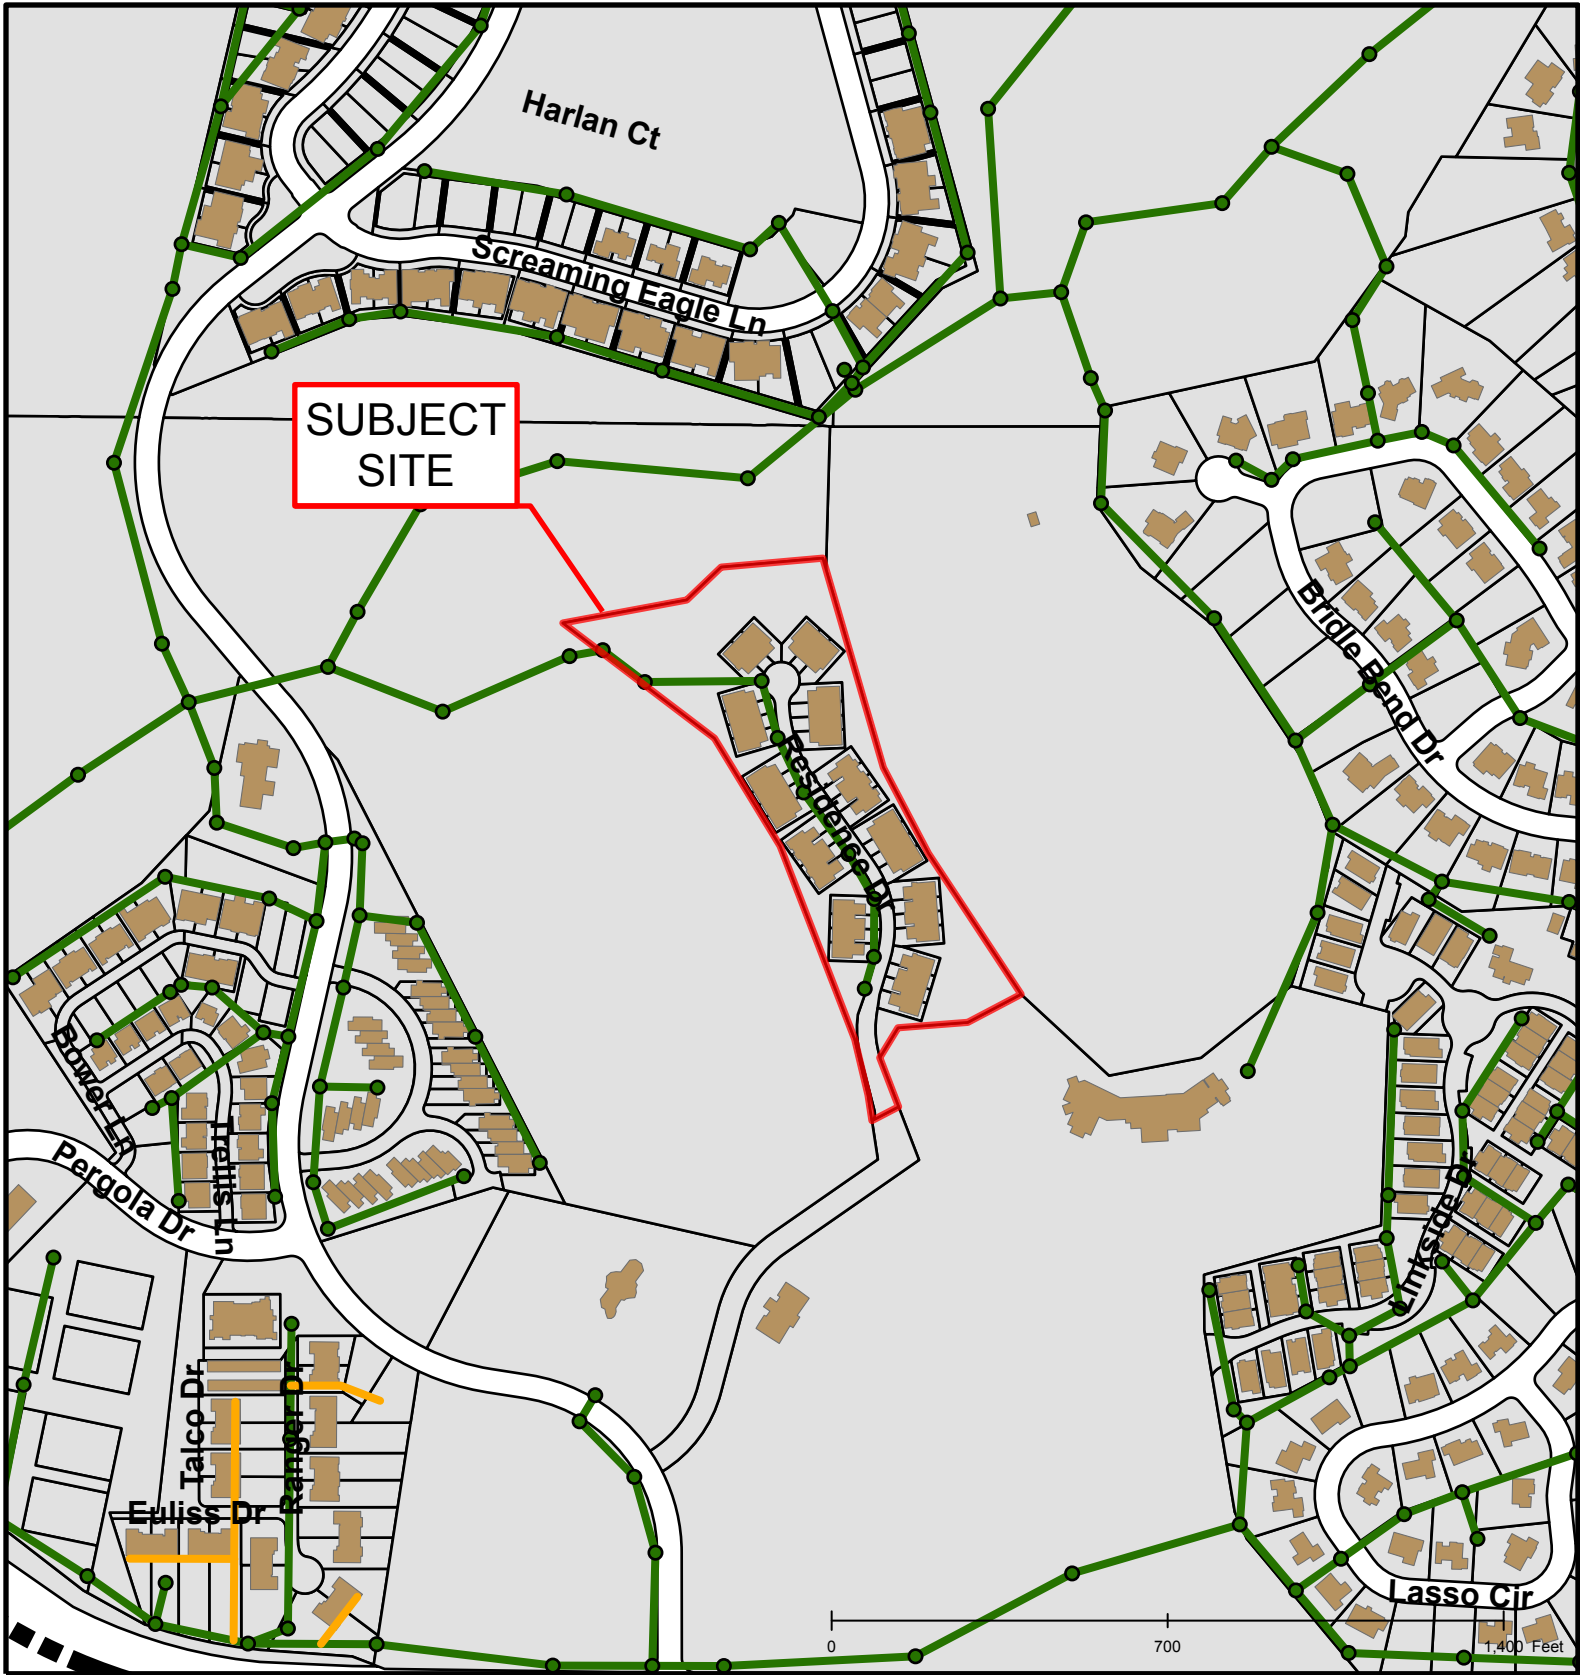 Harlan Ct
Screaming Eagle Ln
SUBJECT
SITE
Bridle Bend Dr
Residence Dr
Bower Ln
Trellis Ln
Pergola Dr
Linkside Dr
Talco Dr
Ranger Dr
Euliss Dr
Lasso Cir
0 700 1,400 Feet